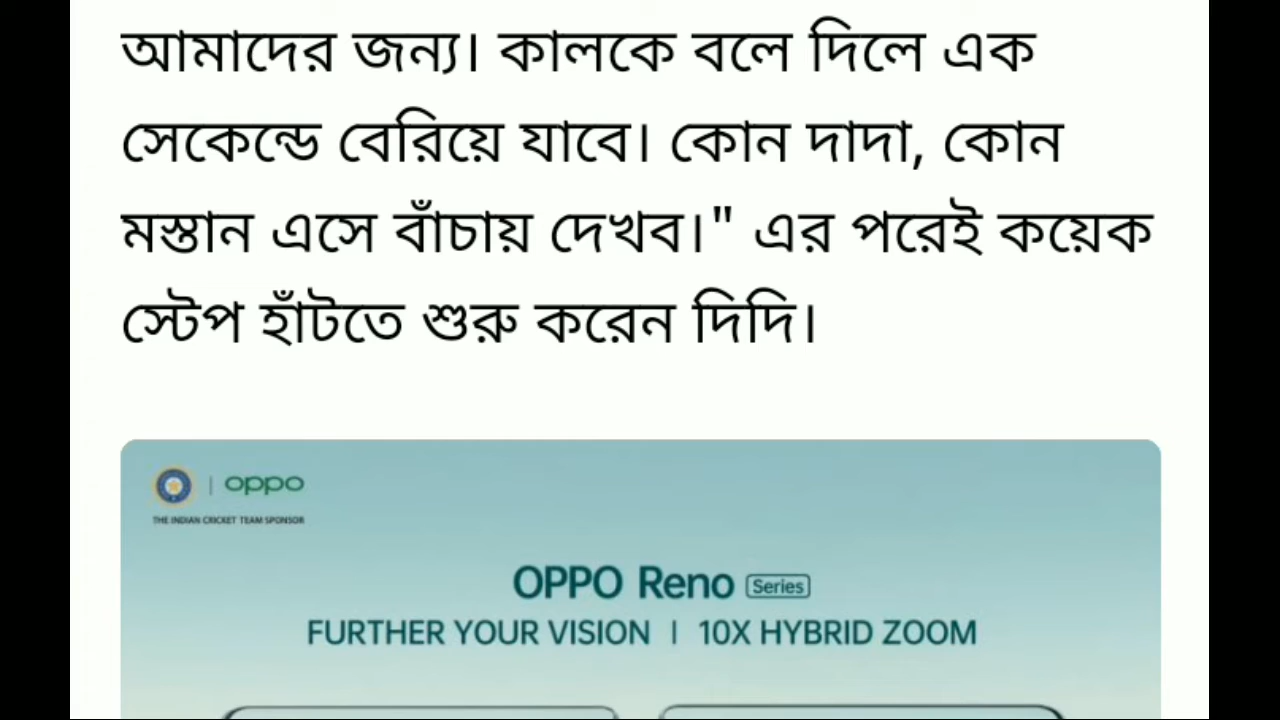 আমাদের জন্য। কালকে বলে দিলে এক
সেকেন্ডে বেরিয়ে যাবে। কোন দাদা, কোন
মস্তান এসে বাঁচায় দেখব।" এর পরেই কয়েক
স্টেপ হাঁটতে শুরু করেন দিদি।
oppo
THE INDIAN CRICKET TEAM SPONSOR
OPPO Reno Series
FURTHER YOUR VISION | 10X HYBRID ZOOM